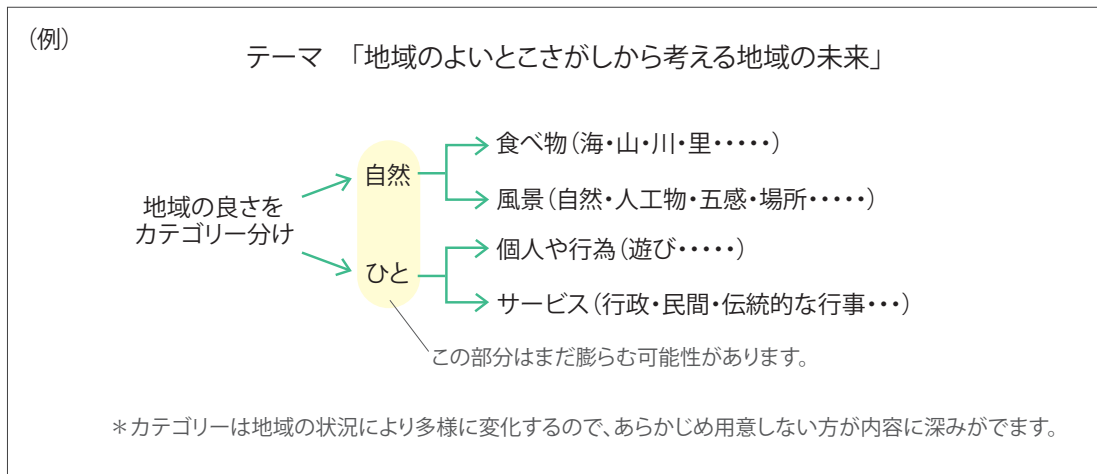 (例)
テーマ 「地域のよいとこさがしから考える地域の未来」
地域の良さを
カテゴリー分け
自然
食べ物(海・山・川・里・・・・・)
風景(自然・人工物・五感・場所・・・・・)
ひと
個人や行為(遊び・・・・・)
サービス(行政・民間・伝統的な行事・・・)
この部分はまだ膨らむ可能性があります。
＊カテゴリーは地域の状況により多様に変化するので、あらかじめ用意しない方が内容に深みがでます。